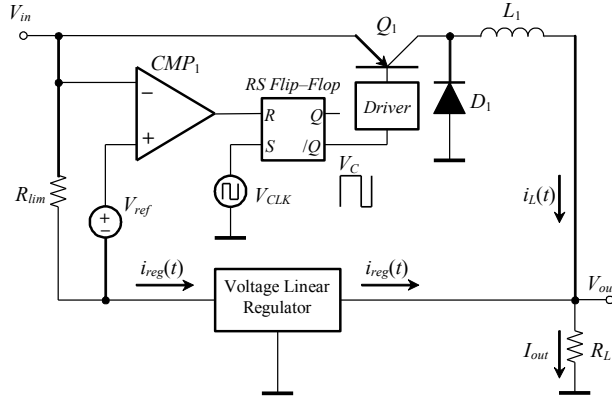 V_in
Q_1
L_1
CMP_1
RS Flip–Flop
−
+
R
Q
S
/Q
Driver
D_1
R_lim
V_ref
+
−
V_CLK
V_C
i_L(t)
i_reg(t)
i_reg(t)
Voltage Linear
Regulator
V_ou
I_out
R_L